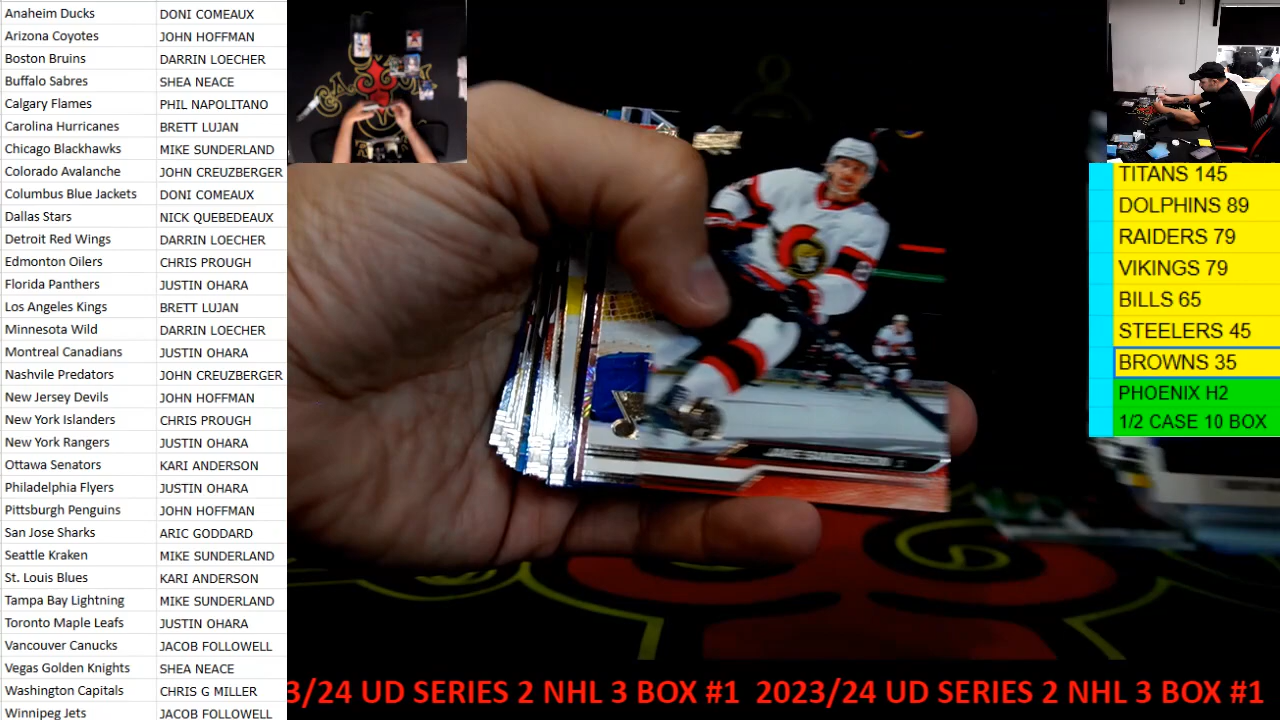 Anaheim Ducks DONI COMEAUX
Arizona Coyotes JOHN HOFFMAN
Boston Bruins DARRIN LOECHER
Buffalo Sabres SHEA NEACE
Calgary Flames PHIL NAPOLITANO
Carolina Hurricanes BRETT LUJAN
Chicago Blackhawks MIKE SUNDERLAND
Colorado Avalanche JOHN CREUZBERGER
Columbus Blue Jackets DONI COMEAUX
Dallas Stars NICK QUEBEDEAUX
Detroit Red Wings DARRIN LOECHER
Edmonton Oilers CHRIS PROUGH
Florida Panthers JUSTIN OHARA
Los Angeles Kings BRETT LUJAN
Minnesota Wild DARRIN LOECHER
Montreal Canadians JUSTIN OHARA
Nashvile Predators JOHN CREUZBERGER
New Jersey Devils JOHN HOFFMAN
New York Islanders CHRIS PROUGH
New York Rangers JUSTIN OHARA
Ottawa Senators KARI ANDERSON
Philadelphia Flyers JUSTIN OHARA
Pittsburgh Penguins JOHN HOFFMAN
San Jose Sharks ARIC GODDARD
Seattle Kraken MIKE SUNDERLAND
St. Louis Blues KARI ANDERSON
Tampa Bay Lightning MIKE SUNDERLAND
Toronto Maple Leafs JUSTIN OHARA
Vancouver Canucks JACOB FOLLOWELL
Vegas Golden Knights SHEA NEACE
Washington Capitals CHRIS G MILLER
Winnipeg Jets JACOB FOLLOWELL
TITANS 145
DOLPHINS 89
RAIDERS 79
VIKINGS 79
BILLS 65
STEELERS 45
BROWNS 35
PHOENIX H2
1/2 CASE 10 BOX
JAKE SANDERSON
3/24 UD SERIES 2 NHL 3 BOX #1 2023/24 UD SERIES 2 NHL 3 BOX #1